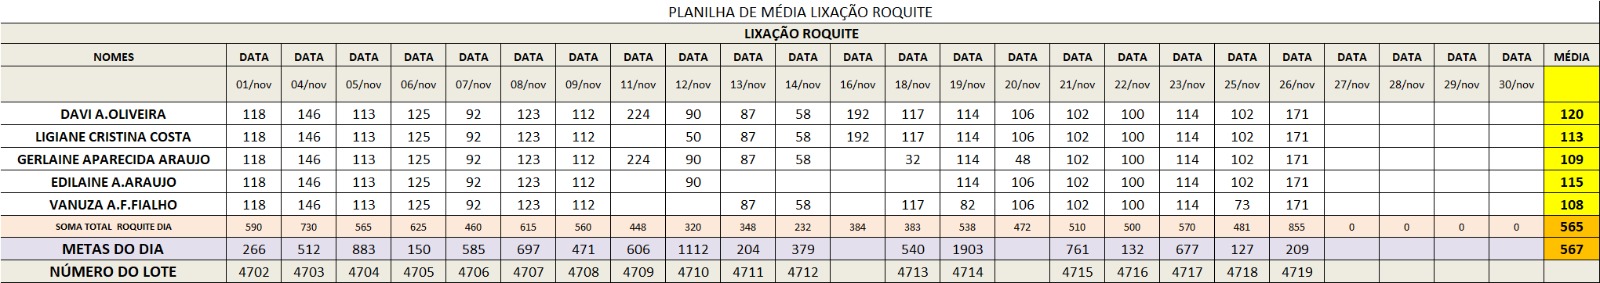 PLANILHA DE MÉDIA LIXAÇÃO ROQUITE
LIXAÇÃO ROQUITE
NOMES DATA DATA DATA DATA DATA DATA DATA DATA DATA DATA DATA DATA DATA DATA DATA DATA DATA DATA DATA DATA DATA DATA DATA DATA MÉDIA
01/nov 04/nov 05/nov 06/nov 07/nov 08/nov 09/nov 11/nov 12/nov 13/nov 14/nov 16/nov 18/nov 19/nov 20/nov 21/nov 22/nov 23/nov 25/nov 26/nov 27/nov 28/nov 29/nov 30/nov
DAVI A.OLIVEIRA 118 146 113 125 92 123 112 224 90 87 58 192 117 114 106 102 100 114 102 171 120
LIGIANE CRISTINA COSTA 118 146 113 125 92 123 112 50 87 58 192 117 114 106 102 100 114 102 171 113
GERLAINE APARECIDA ARAUJO 118 146 113 125 92 123 112 224 90 87 58 32 114 48 102 100 114 102 171 109
EDILAINE A.ARAUJO 118 146 113 125 92 123 112 90 114 106 102 100 114 102 171 115
VANUZA A.F.FIALHO 118 146 113 125 92 123 112 87 58 117 82 106 102 100 114 73 171 108
SOMA TOTAL ROQUITE DIA 590 730 565 625 460 615 560 448 320 348 232 384 383 538 472 510 500 570 481 855 0 0 0 0 565
METAS DO DIA 266 512 883 150 585 697 471 606 1112 204 379 540 1903 761 132 677 127 209 567
NÚMERO DO LOTE 4702 4703 4704 4705 4706 4707 4708 4709 4710 4711 4712 4713 4714 4715 4716 4717 4718 4719